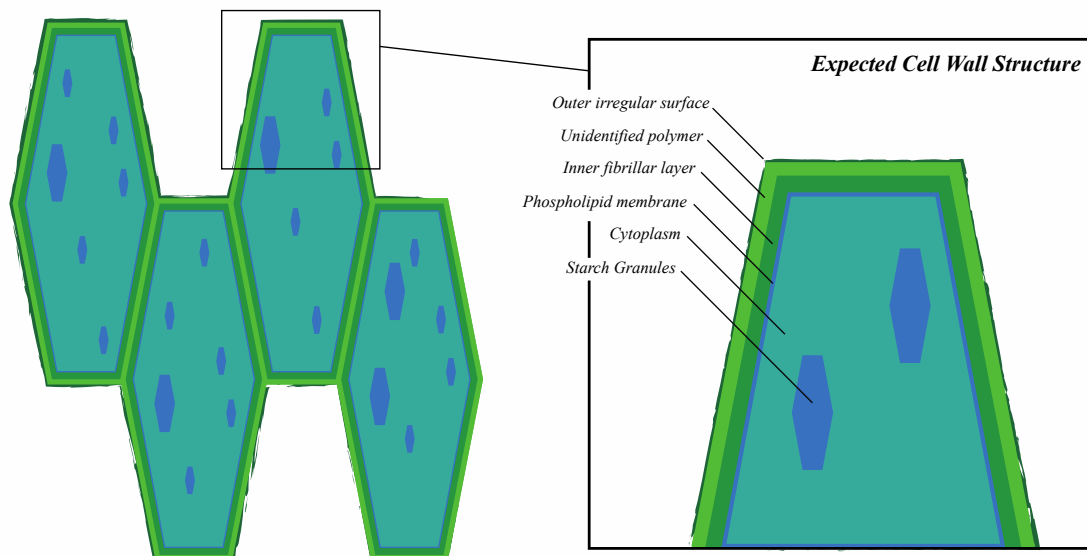 Expected Cell Wall Structure
Outer irregular surface
Unidentified polymer
Inner fibrillar layer
Phospholipid membrane
Cytoplasm
Starch Granules